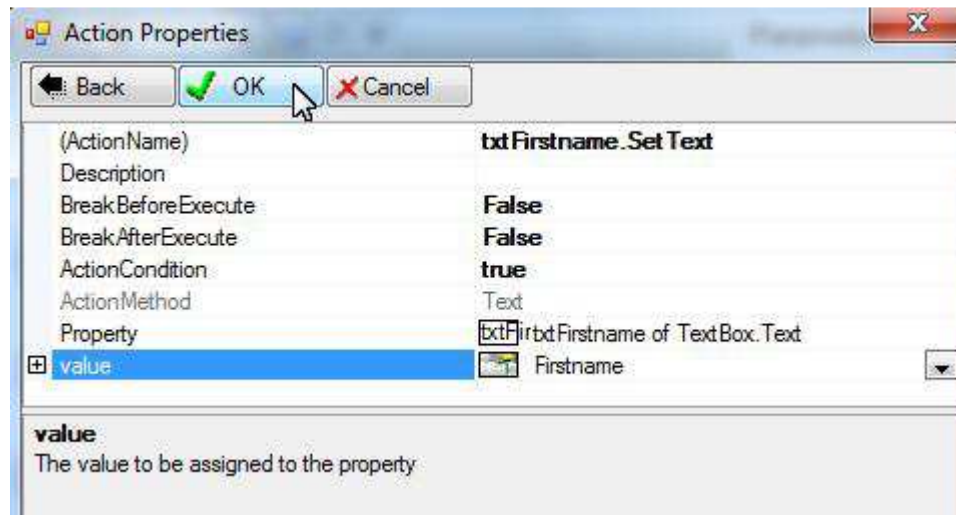 Action Properties
Back OK Cancel
(ActionName) txtFirstname.SetText
Description
BreakBeforeExecute False
BreakAfterExecute False
ActionCondition true
ActionMethod Text
Property txtFir txtFirstname of TextBox.Text
value Firstname
value
The value to be assigned to the property